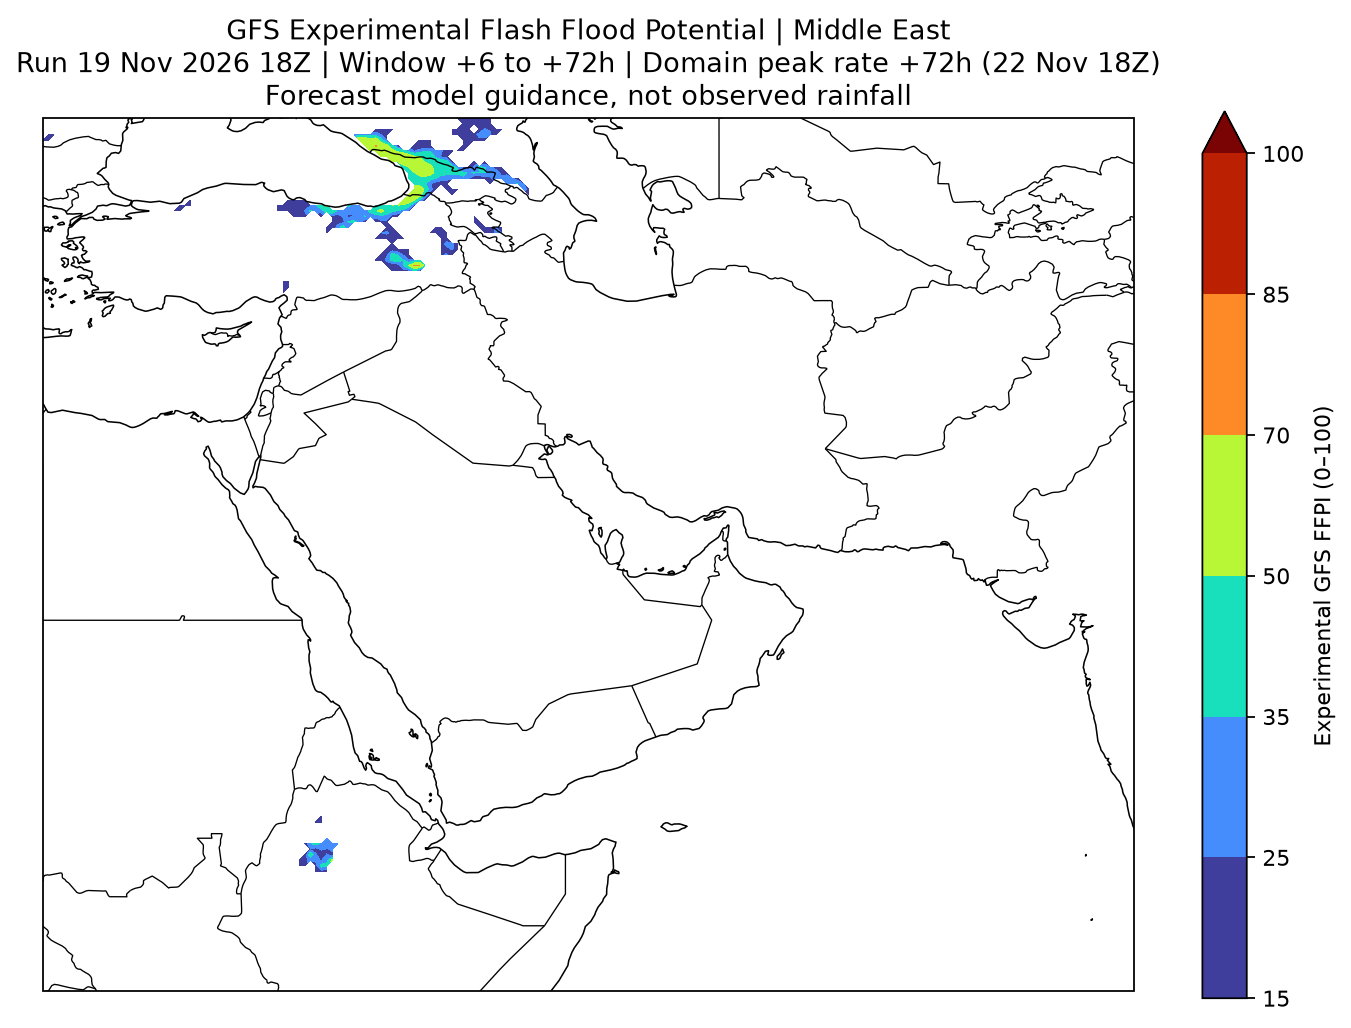 GFS Experimental Flash Flood Potential | Middle East
Run 19 Nov 2026 18Z | Window +6 to +72h | Domain peak rate +72h (22 Nov 18Z)
Forecast model guidance, not observed rainfall
100
85
70
50
35
25
15
Experimental GFS FFPI (0–100)